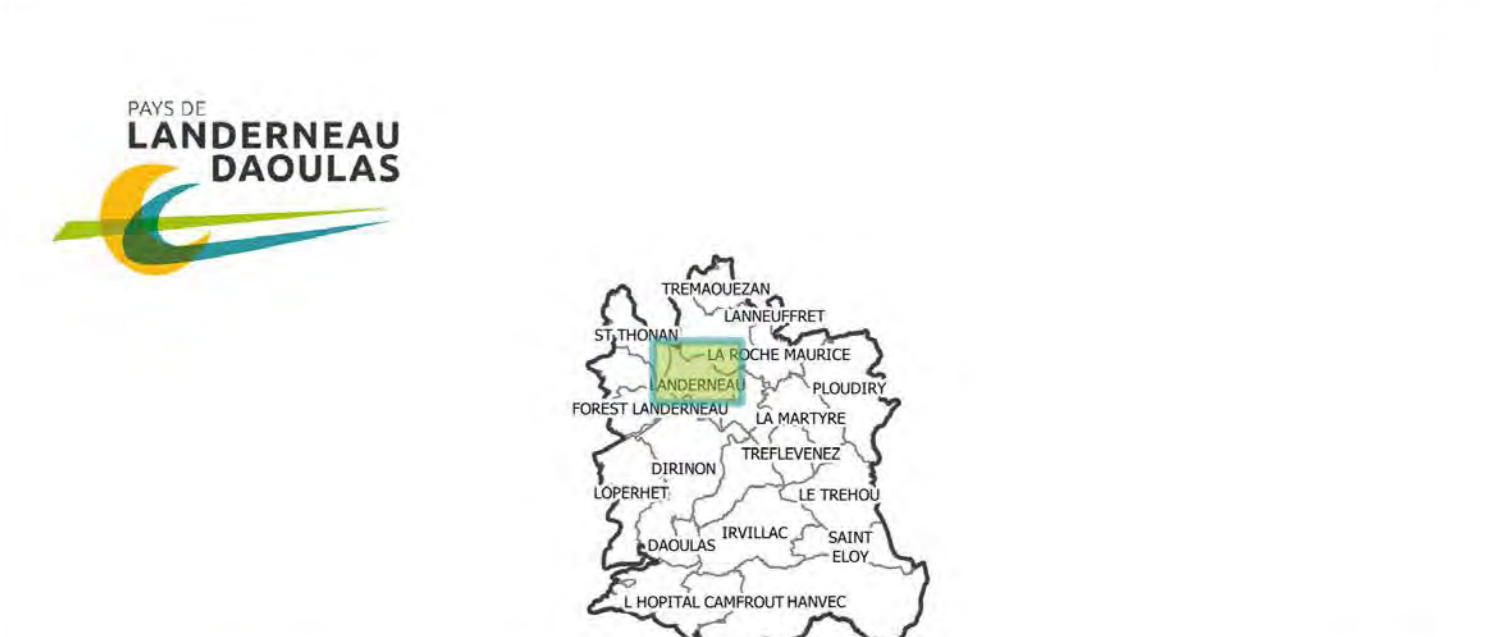 PAYS DE
LANDERNEAU
DAOULAS
TREMAOUEZAN
LANNEUFFRET
ST THONAN
LA ROCHE MAURICE
LANDERNEAU
PLOUDIRY
FOREST LANDERNEAU
LA MARTYRE
TREFLEVENEZ
DIRINON
LOPERHET
LE TREHOU
IRVILLAC
SAINT
ELOY
DAOULAS
L HOPITAL CAMFROUT HANVEC